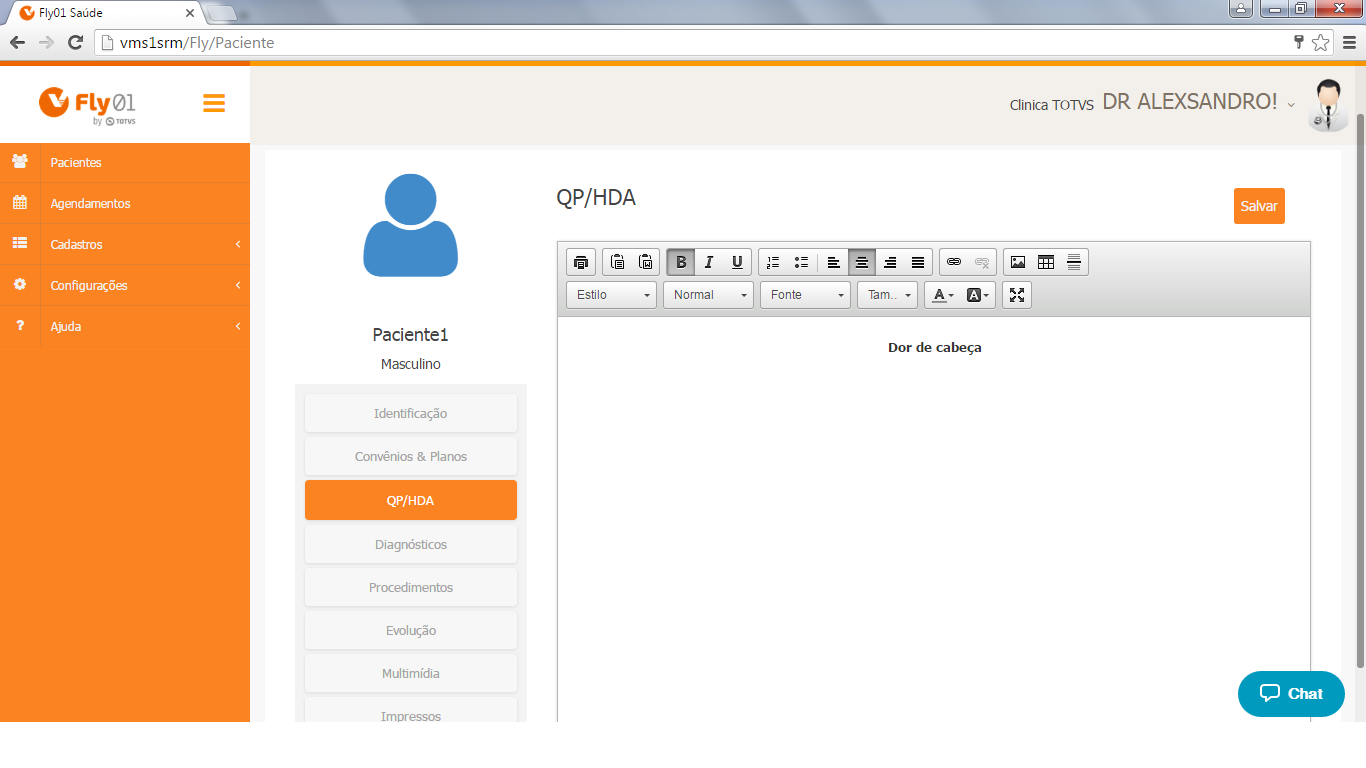 Fly01 Saúde
vms1srm/Fly/Paciente
Fly01
by TOTVS
Clinica TOTVS DR ALEXSANDRO!
Pacientes
Agendamentos
Cadastros
Configurações
? Ajuda
Paciente1
Masculino
Identificação
Convênios & Planos
QP/HDA
Diagnósticos
Procedimentos
Evolução
Multimídia
Impressos
QP/HDA
Salvar
B I U
Estilo Normal Fonte Tam.. A A
Dor de cabeça
Chat